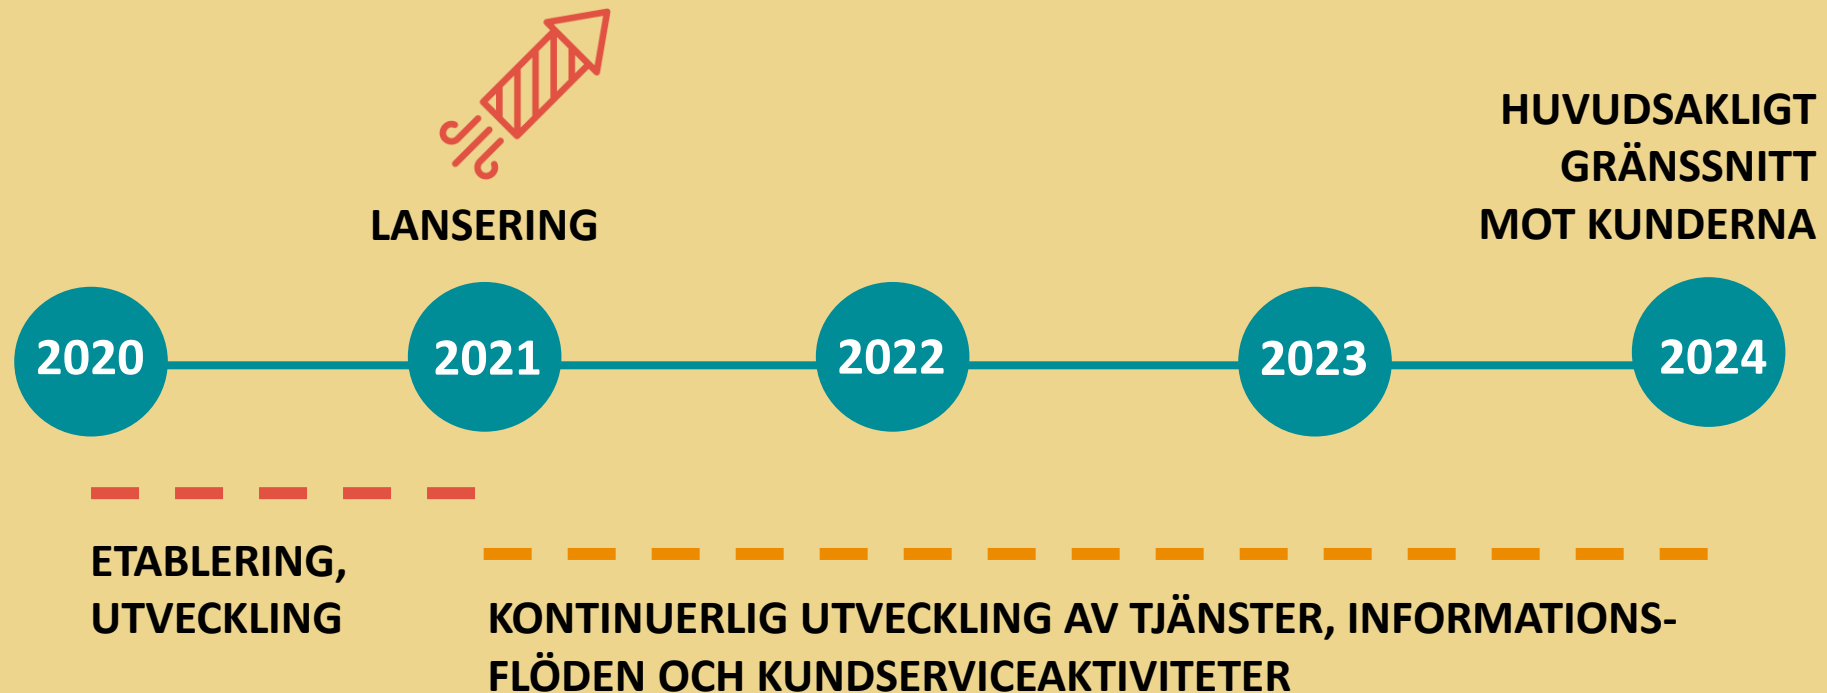 LANSERING
HUVUDSAKLIGT
GRÄNSSNITT
MOT KUNDERNA
2020
2021
2022
2023
2024
ETABLERING,
UTVECKLING
KONTINUERLIG UTVECKLING AV TJÄNSTER, INFORMATIONS-
FLÖDEN OCH KUNDSERVICEAKTIVITETER